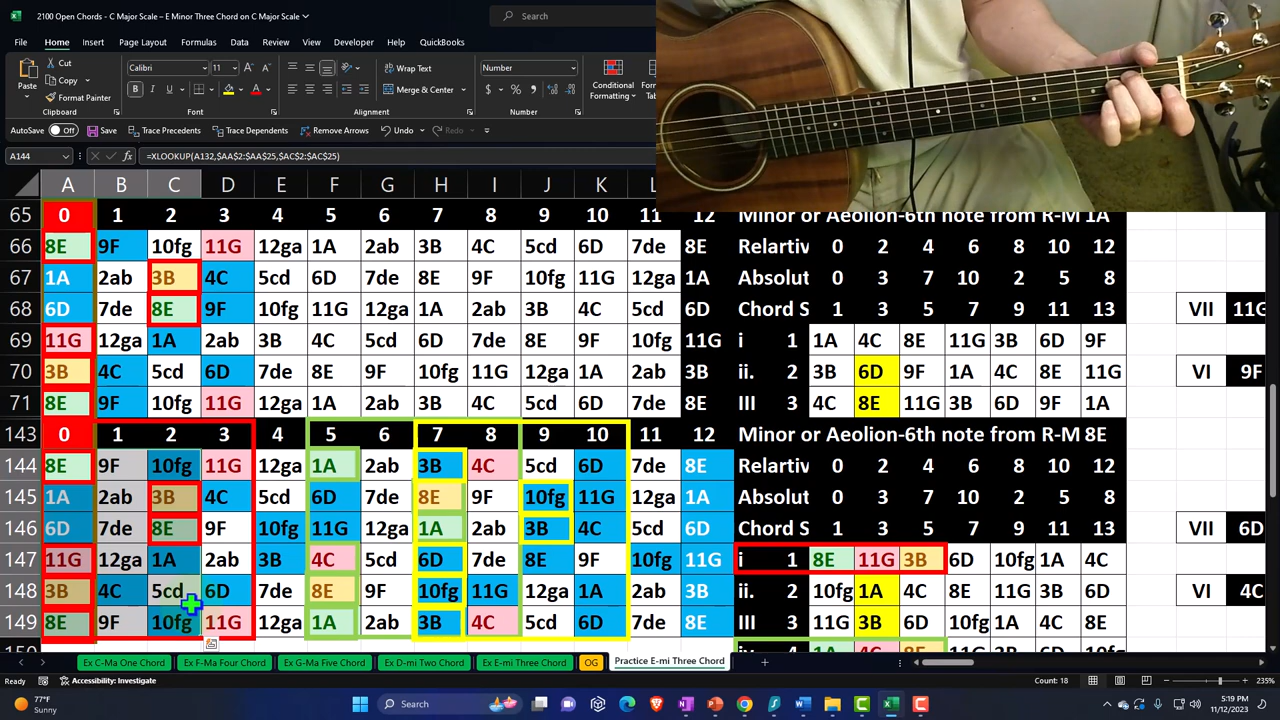 2100 Open Chords - C Major Scale – E Minor Three Chord on C Major Scale
Search
File Home Insert Page Layout Formulas Data Review View Developer Help QuickBooks
Paste
Cut
Copy
Format Painter
Clipboard
Calibri 11
B I U
Font
Wrap Text
Merge & Center
Alignment
Number
Number
Conditional Formatting
AutoSave Off Save Trace Precedents Trace Dependents Remove Arrows Undo Redo
A144 fx =XLOOKUP(A132,$AA$2:$AA$25,$AC$2:$AC$25)
A B C D E F G H I J K L
65 0 1 2 3 4 5 6 7 8 9 10 11 12 Minor or Aeolion-6th note from R-M 1A
66 8E 9F 10fg 11G 12ga 1A 2ab 3B 4C 5cd 6D 7de 8E Relartiv 0 2 4 6 8 10 12
67 1A 2ab 3B 4C 5cd 6D 7de 8E 9F 10fg 11G 12ga 1A Absolut 0 3 7 10 2 5 8
68 6D 7de 8E 9F 10fg 11G 12ga 1A 2ab 3B 4C 5cd 6D Chord S 1 3 5 7 9 11 13 VII 11G
69 11G 12ga 1A 2ab 3B 4C 5cd 6D 7de 8E 9F 10fg 11G i 1 1A 4C 8E 11G 3B 6D 9F
70 3B 4C 5cd 6D 7de 8E 9F 10fg 11G 12ga 1A 2ab 3B ii. 2 3B 6D 9F 1A 4C 8E 11G VI 9F
71 8E 9F 10fg 11G 12ga 1A 2ab 3B 4C 5cd 6D 7de 8E III 3 4C 8E 11G 3B 6D 9F 1A
143 0 1 2 3 4 5 6 7 8 9 10 11 12 Minor or Aeolion-6th note from R-M 8E
144 8E 9F 10fg 11G 12ga 1A 2ab 3B 4C 5cd 6D 7de 8E Relartiv 0 2 4 6 8 10 12
145 1A 2ab 3B 4C 5cd 6D 7de 8E 9F 10fg 11G 12ga 1A Absolut 0 3 7 10 2 5 8
146 6D 7de 8E 9F 10fg 11G 12ga 1A 2ab 3B 4C 5cd 6D Chord S 1 3 5 7 9 11 13 VII 6D
147 11G 12ga 1A 2ab 3B 4C 5cd 6D 7de 8E 9F 10fg 11G i 1 8E 11G 3B 6D 10fg 1A 4C
148 3B 4C 5cd 6D 7de 8E 9F 10fg 11G 12ga 1A 2ab 3B ii. 2 10fg 1A 4C 8E 11G 3B 6D VI 4C
149 8E 9F 10fg 11G 12ga 1A 2ab 3B 4C 5cd 6D 7de 8E III 3 11G 3B 6D 10fg 1A 4C 8E
Ex C-Ma One Chord Ex F-Ma Four Chord Ex G-Ma Five Chord Ex D-mi Two Chord Ex E-mi Three Chord OG Practice E-mi Three Chord
Ready Accessibility: Investigate Count: 18 235%
77°F
Sunny
Search
5:19 PM
11/12/2023